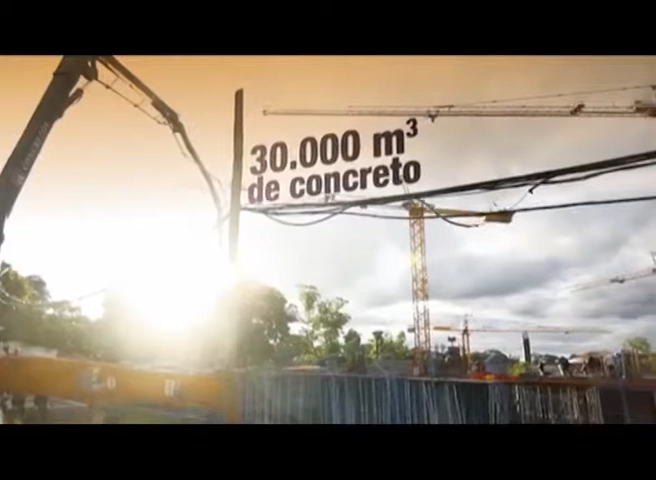 30.000 m³
de concreto